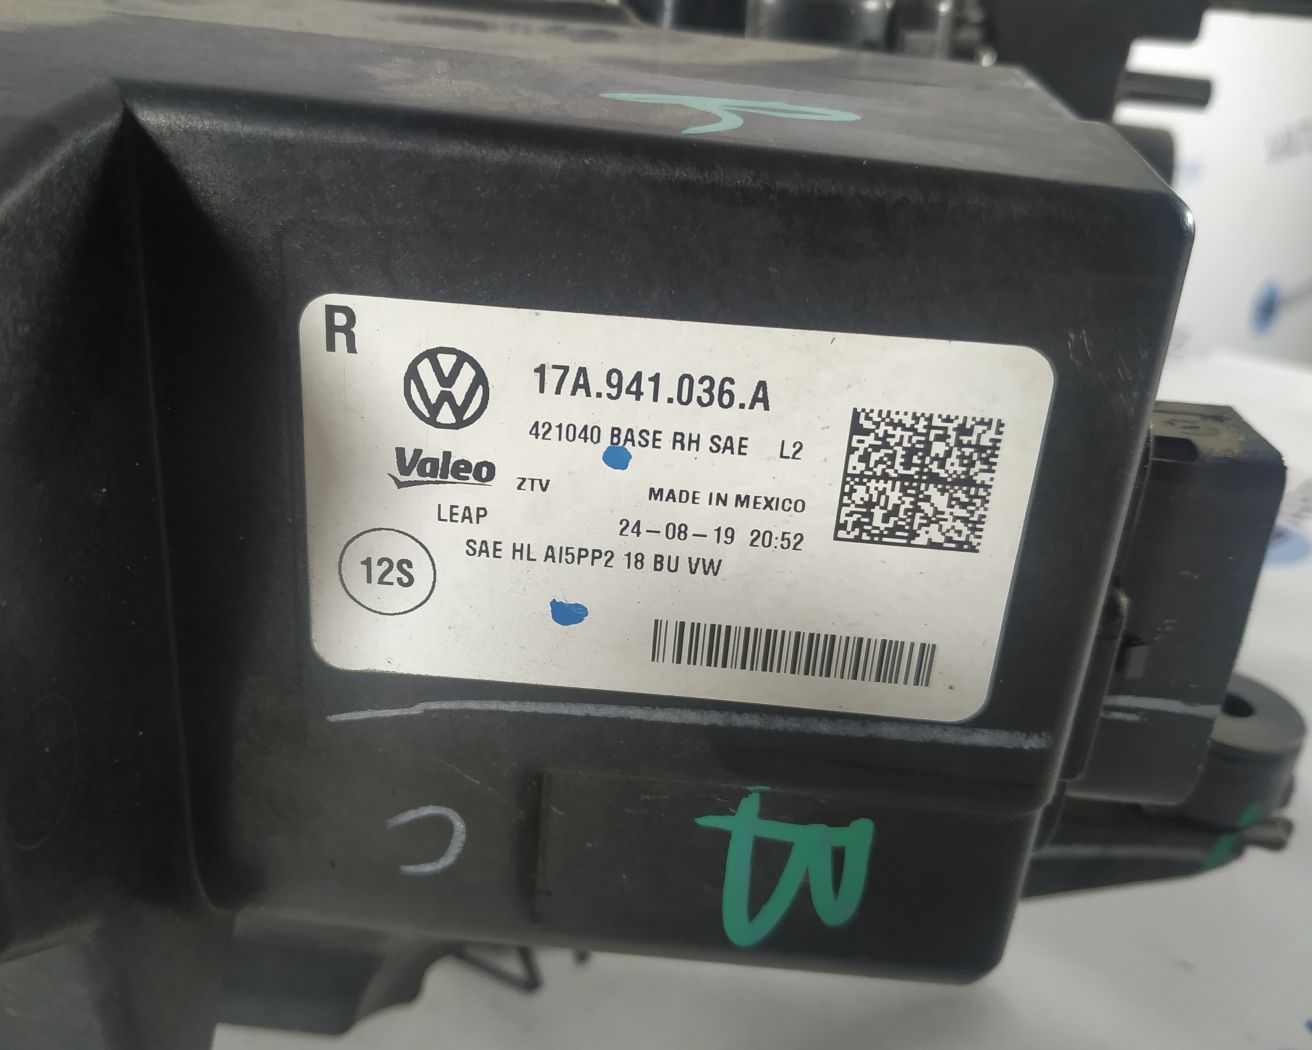 R
17A.941.036.A
421040 BASE RH SAE L2
Valeo ZTV
MADE IN MEXICO
LEAP
24-08-19 20:52
SAE HL AI5PP2 18 BU VW
12S
C